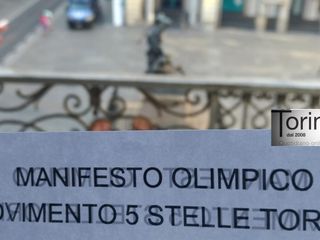 Torin
dal 2008
MANIFESTO OLIMPICO
OVIMENTO 5 STELLE TOR